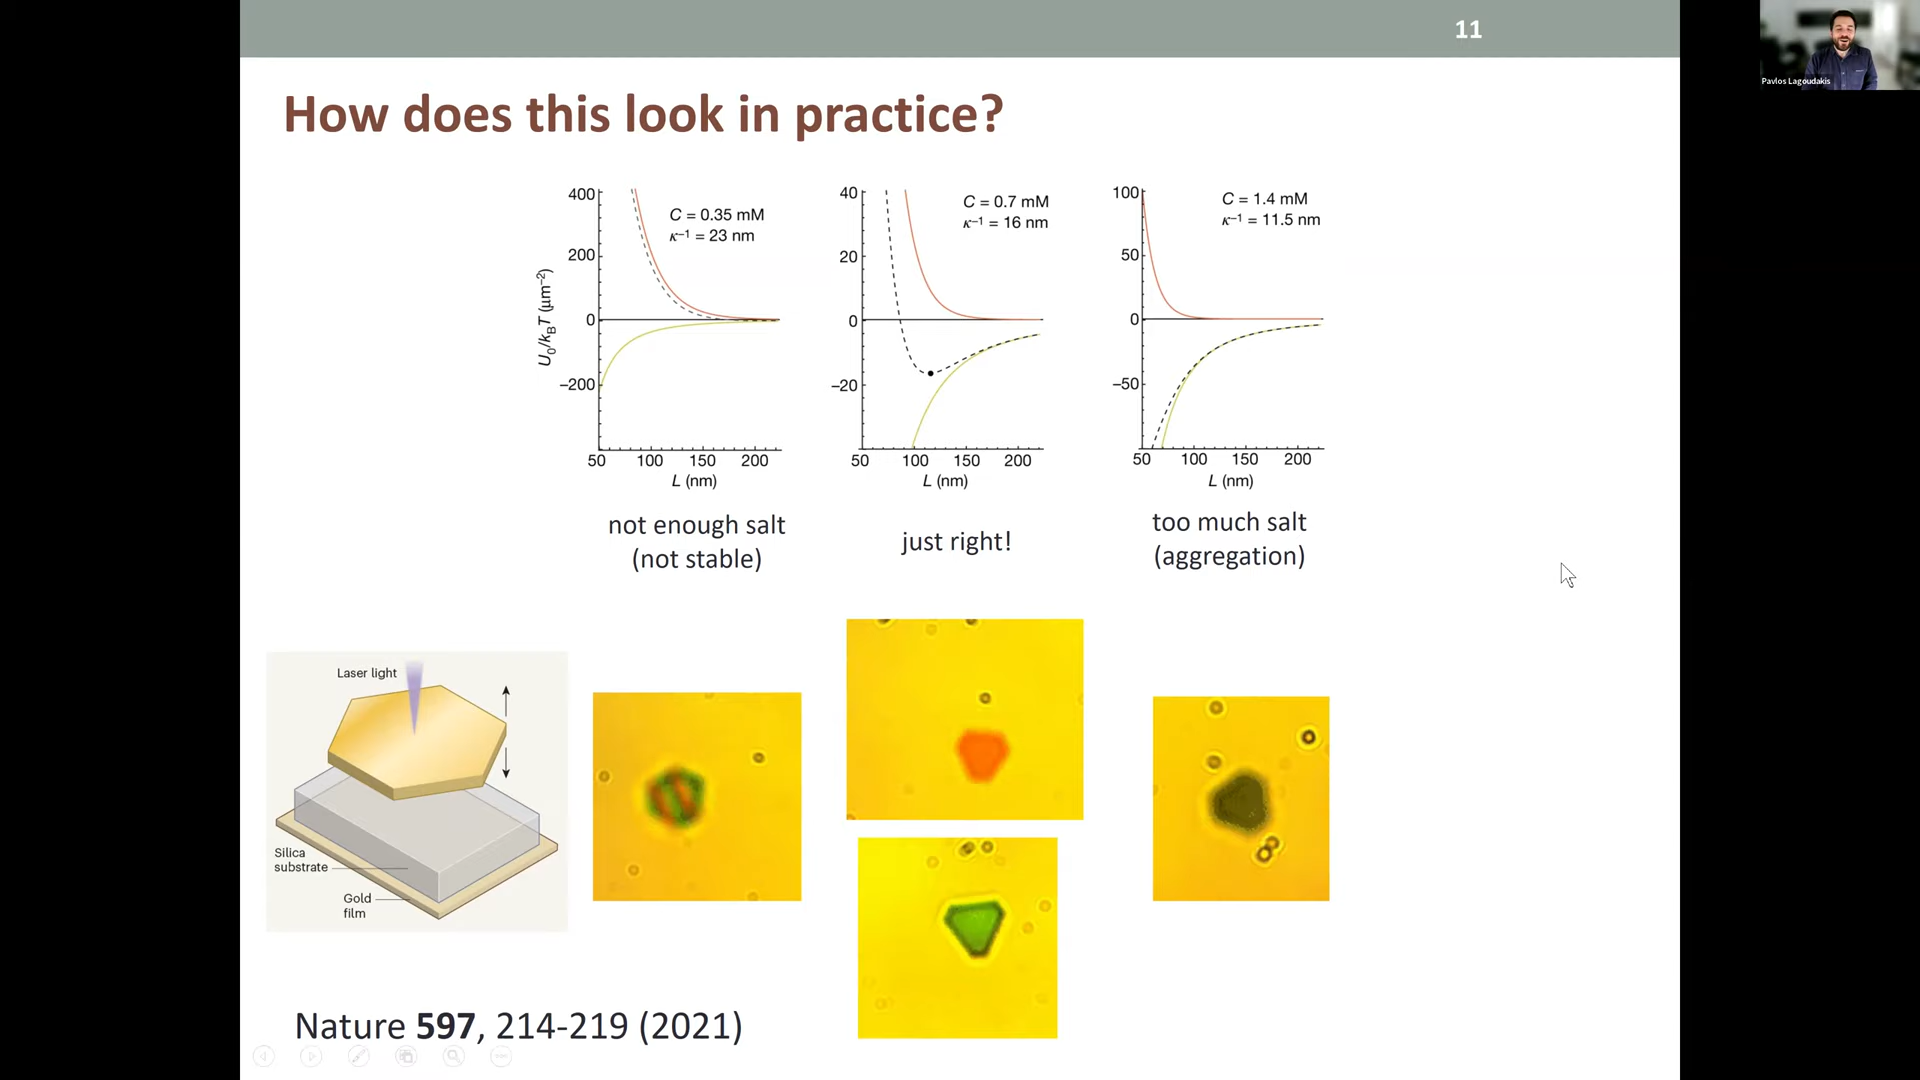 11
Pavlos Lagoudakis
How does this look in practice?
U₀/k_BT (μm⁻²)
400
200
0
−200
C = 0.35 mM
κ⁻¹ = 23 nm
50 100 150 200
L (nm)
40
20
0
−20
C = 0.7 mM
κ⁻¹ = 16 nm
50 100 150 200
L (nm)
100
50
0
−50
C = 1.4 mM
κ⁻¹ = 11.5 nm
50 100 150 200
L (nm)
not enough salt
(not stable)
just right!
too much salt
(aggregation)
Laser light
Silica
substrate
Gold
film
Nature 597, 214-219 (2021)